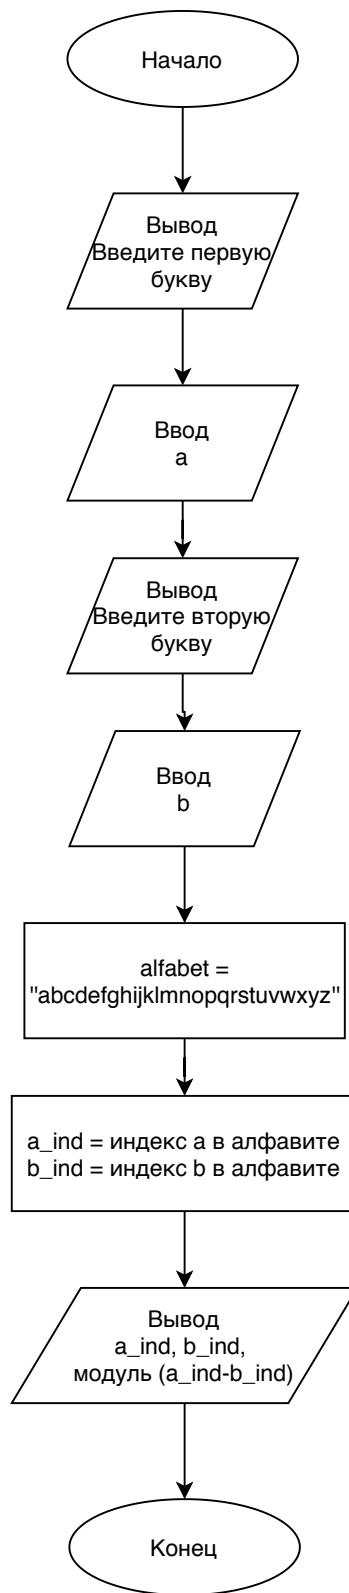 Начало
Вывод
Введите первую
букву
Ввод
a
Вывод
Введите вторую
букву
Ввод
b
alfabet =
"abcdefghijklmnopqrstuvwxyz"
a_ind = индекс a в алфавите
b_ind = индекс b в алфавите
Вывод
a_ind, b_ind,
модуль (a_ind-b_ind)
Конец